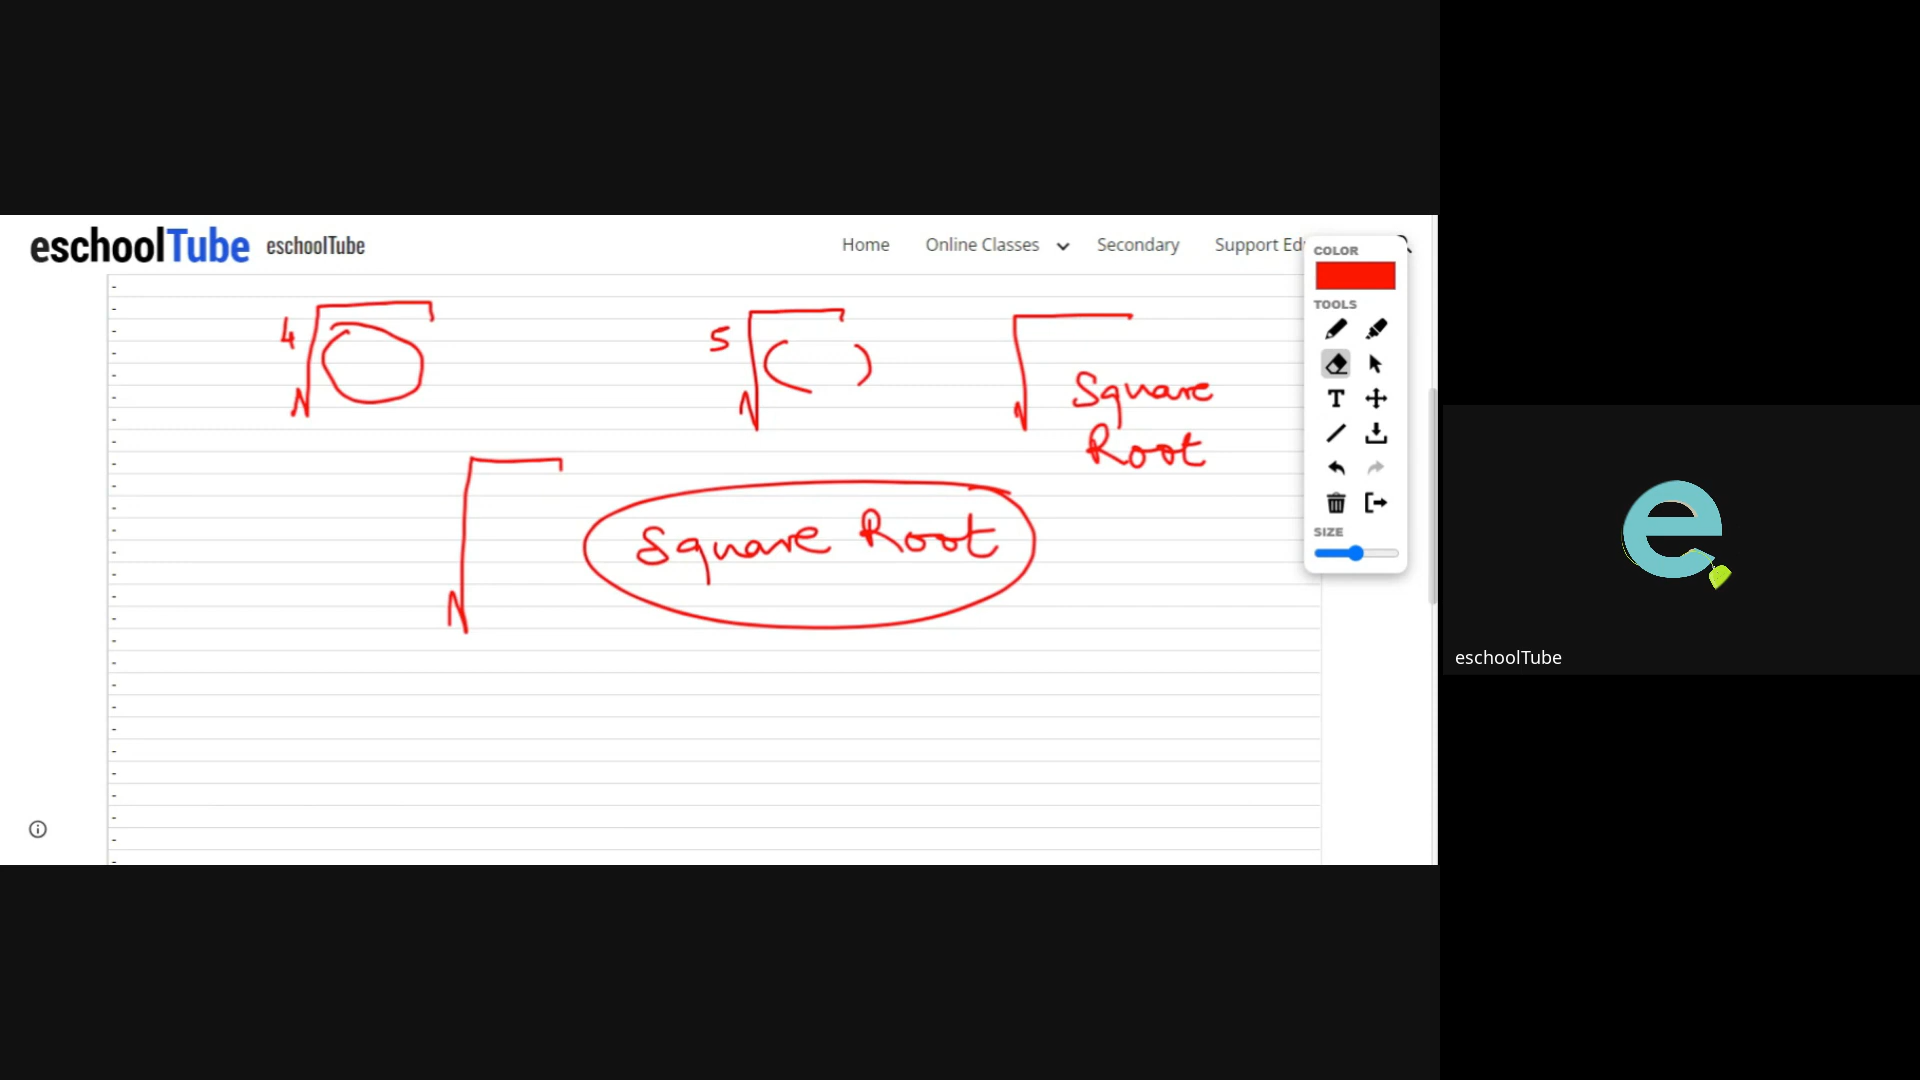 eschoolTube eschoolTube Home Online Classes Secondary Support Ed
COLOR
TOOLS
4√ 5√ √
Square
Root
√ Square Root
T
SIZE
eschoolTube